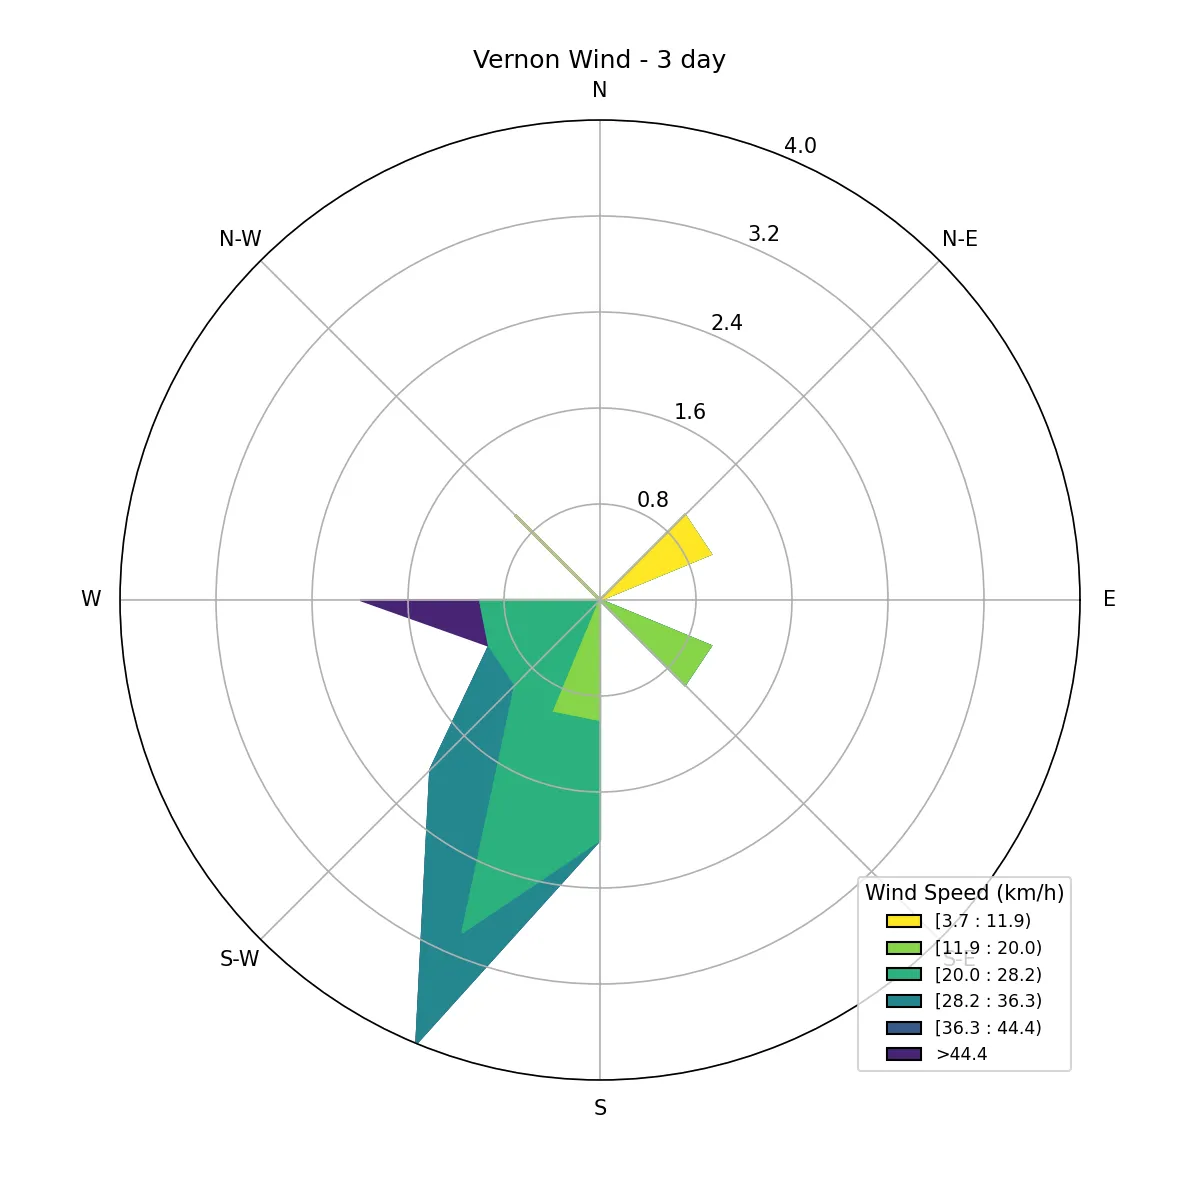 Vernon Wind - 3 day
N
4.0
N-W
3.2
N-E
2.4
1.6
0.8
W
E
Wind Speed (km/h)
[3.7 : 11.9)
[11.9 : 20.0)
S-W
S-E
[20.0 : 28.2)
[28.2 : 36.3)
[36.3 : 44.4)
>44.4
S